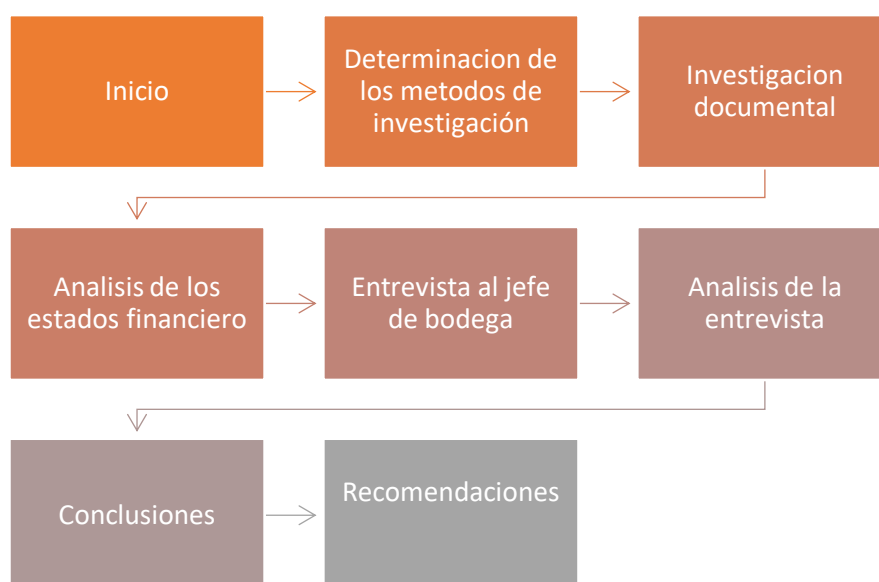 Inicio
Determinacion de
los metodos de
investigación
Investigacion
documental
Analisis de los
estados financiero
Entrevista al jefe
de bodega
Analisis de la
entrevista
Conclusiones
Recomendaciones